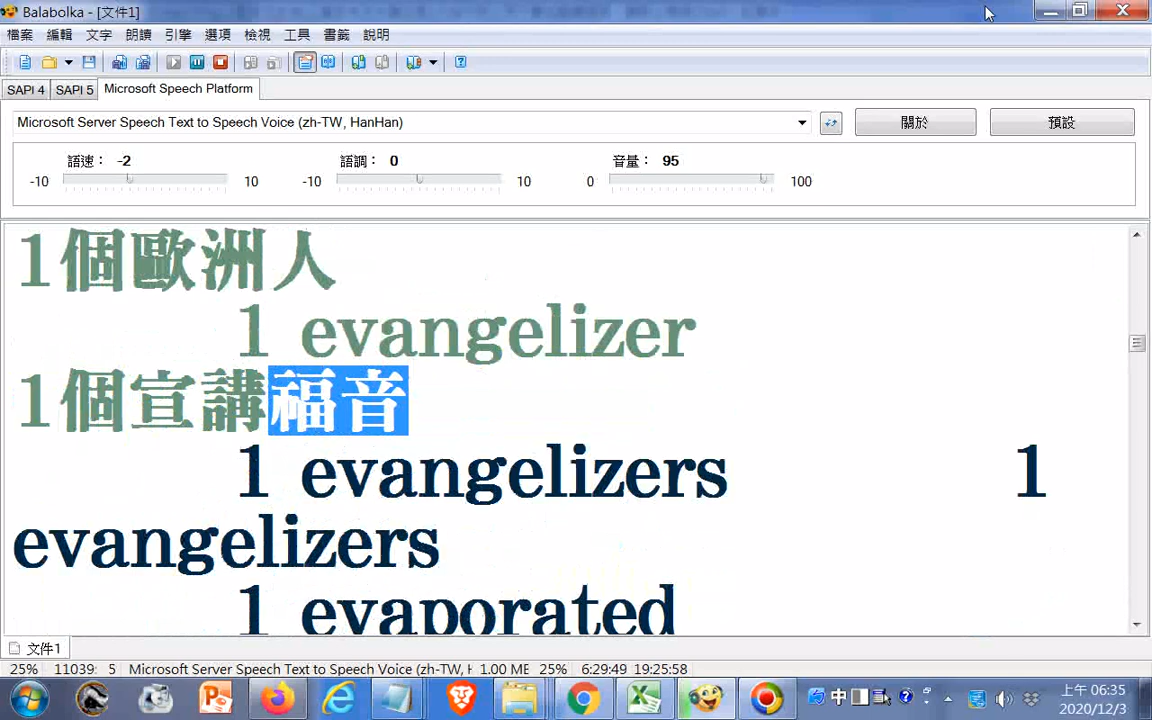 Balabolka - [文件1]
檔案 編輯 文字 朗讀 引擎 選項 檢視 工具 書籤 說明
SAPI 4 SAPI 5 Microsoft Speech Platform
Microsoft Server Speech Text to Speech Voice (zh-TW, HanHan) 關於 預設
語速： -2 語調： 0 音量： 95
-10 10 -10 10 0 100
1個歐洲人
1 evangelizer
1個宣講福音
1 evangelizers 1
evangelizers
1 evaporated
文件1
25% 11039 5 Microsoft Server Speech Text to Speech Voice (zh-TW, 1.00 ME 25% 6:29:49 19:25:58
中 上午 06:35
2020/12/3